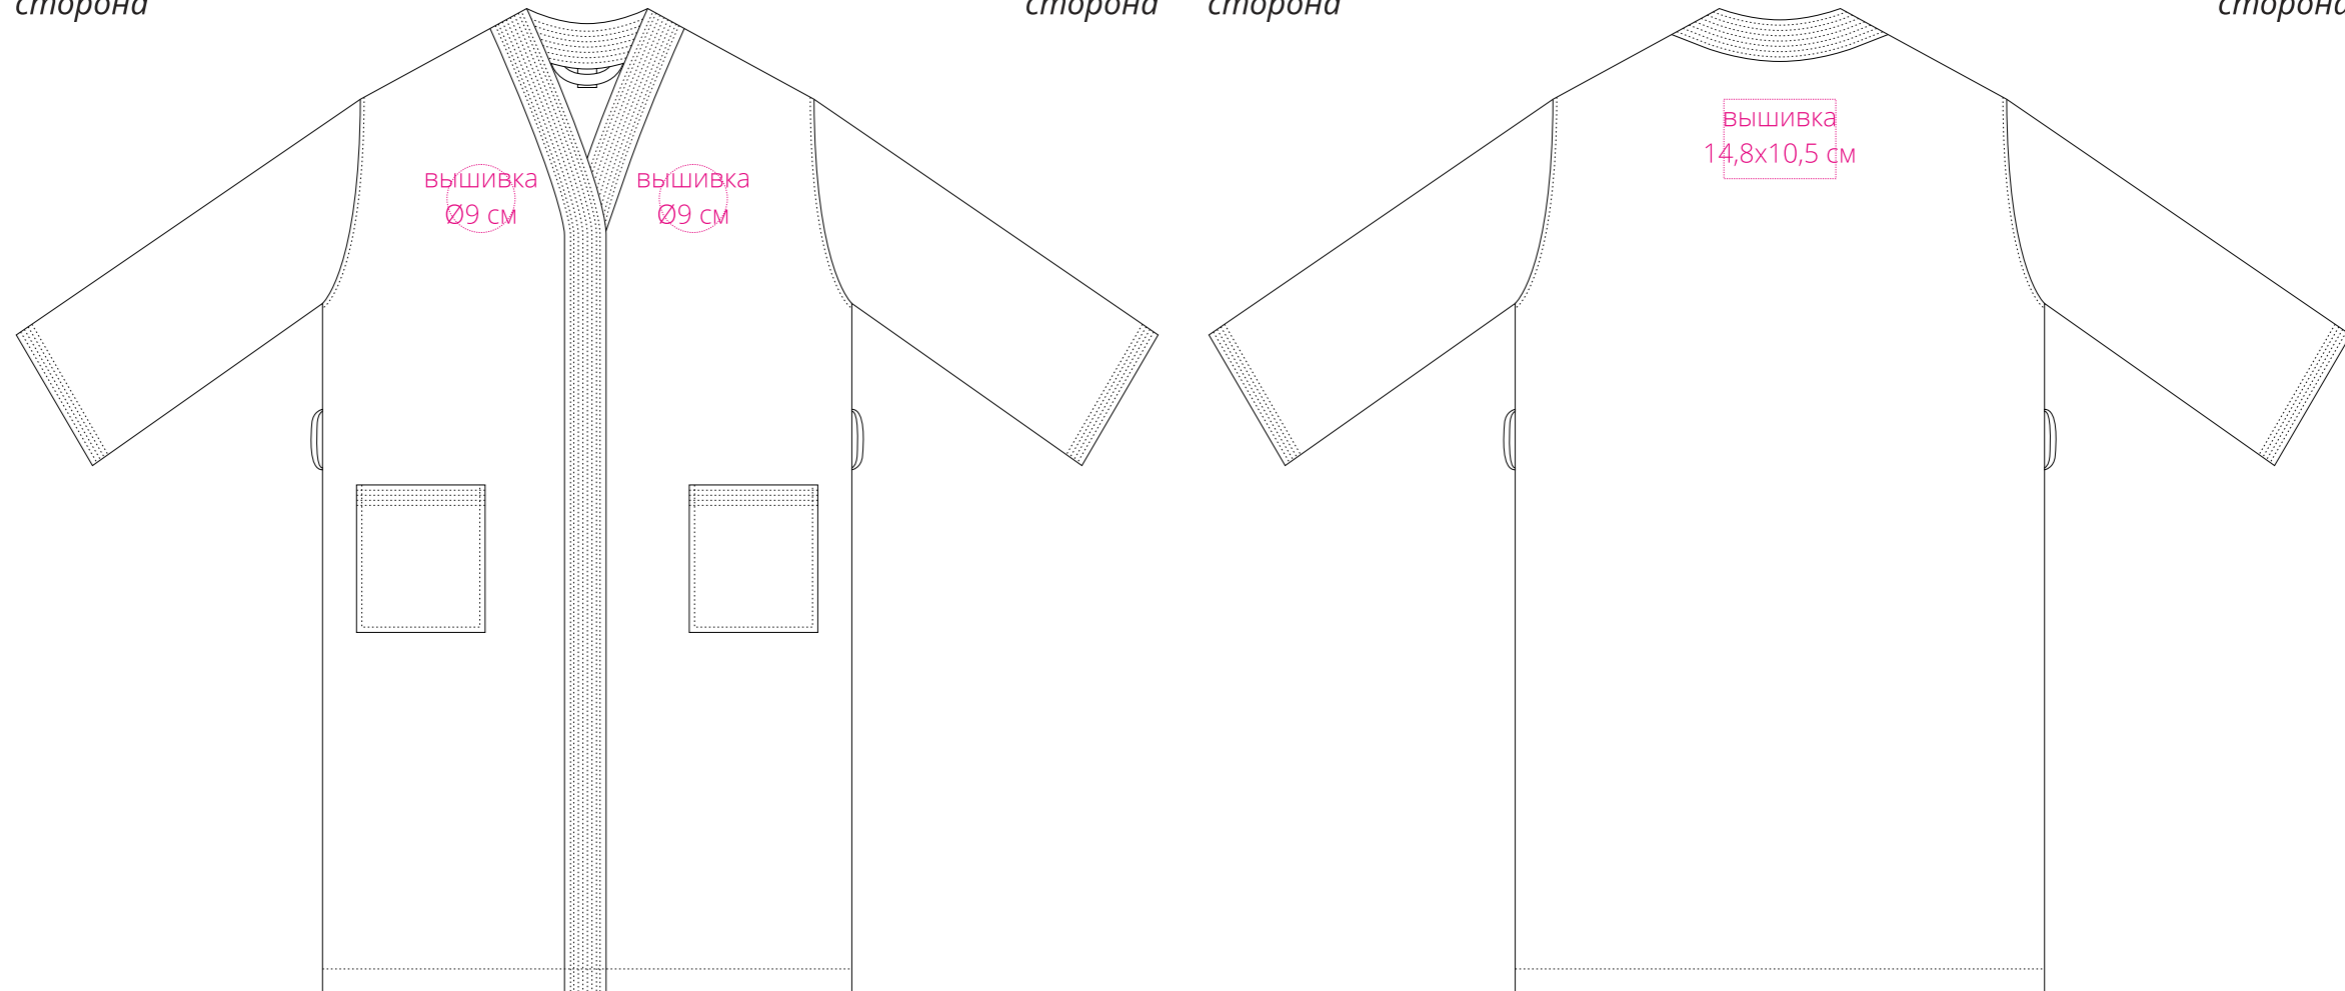 сторона сторона сторона сторона
вышивка
Ø9 см
вышивка
Ø9 см
вышивка
14,8х10,5 см